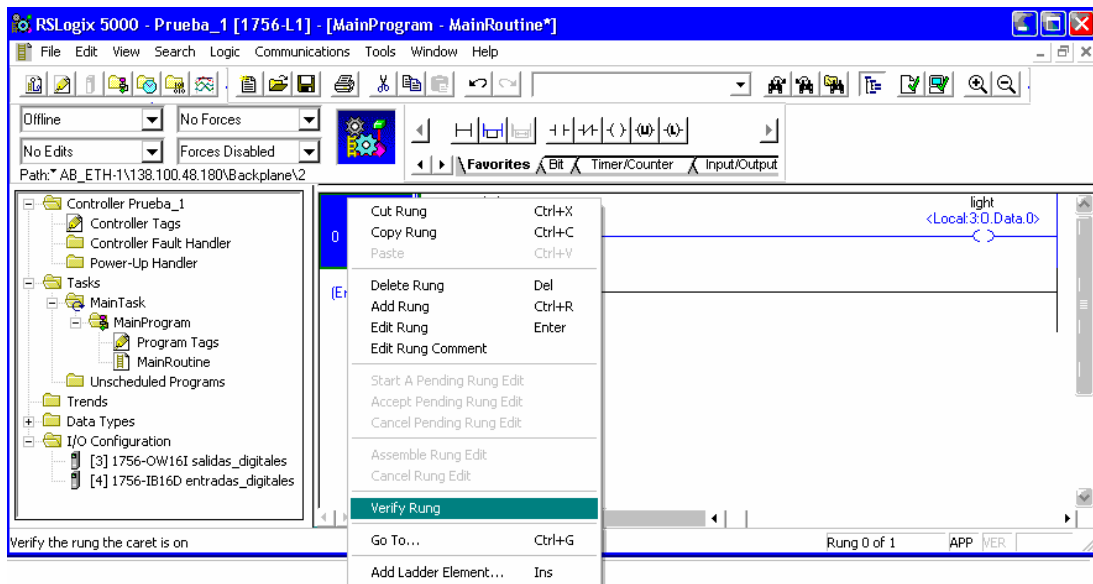 RSLogix 5000 - Prueba_1 [1756-L1] - [MainProgram - MainRoutine*]
File Edit View Search Logic Communications Tools Window Help
Offline No Forces
No Edits Forces Disabled
Favorites Bit Timer/Counter Input/Output
Path:* AB_ETH-1\138.100.48.180\Backplane\2
Controller Prueba_1
Controller Tags
Controller Fault Handler
Power-Up Handler
Tasks
MainTask
MainProgram
Program Tags
MainRoutine
Unscheduled Programs
Trends
Data Types
I/O Configuration
[3] 1756-OW16I salidas_digitales
[4] 1756-IB16D entradas_digitales
0
(Er
light
<Local:3:O.Data.0>
Cut Rung Ctrl+X
Copy Rung Ctrl+C
Paste Ctrl+V
Delete Rung Del
Add Rung Ctrl+R
Edit Rung Enter
Edit Rung Comment
Start A Pending Rung Edit
Accept Pending Rung Edit
Cancel Pending Rung Edit
Assemble Rung Edit
Cancel Rung Edit
Verify Rung
Go To... Ctrl+G
Add Ladder Element... Ins
Verify the rung the caret is on
Rung 0 of 1 APP VER